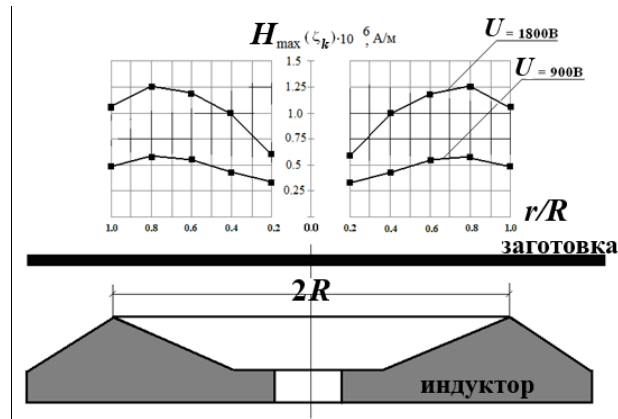 H max (ζk)·10 6, А/м
U = 1800В
U = 900В
1.5
1.25
1.0
0.75
0.5
0.25
1.0 0.8 0.6 0.4 0.2 0.0 0.2 0.4 0.6 0.8 1.0
r/R
заготовка
2R
индуктор